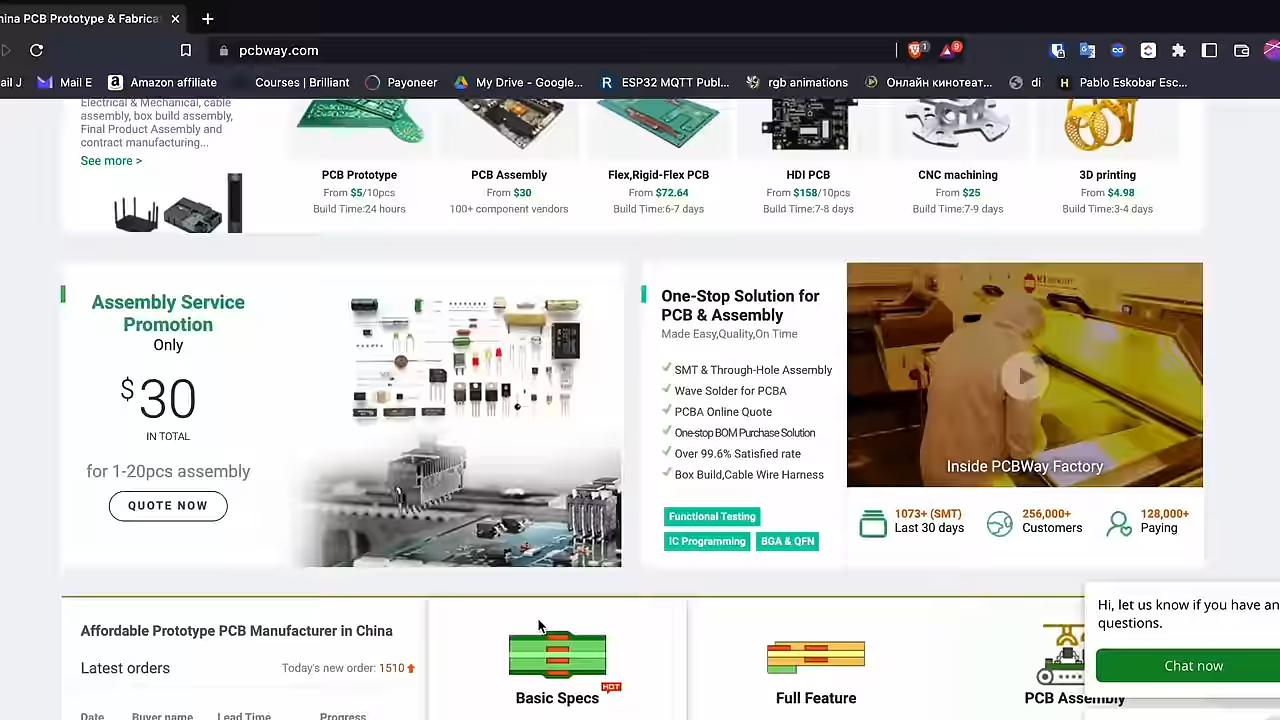 hina PCB Prototype & Fabrica
pcbway.com
1
9
ail J
Mail E
Amazon affiliate
Courses | Brilliant
Payoneer
My Drive - Google...
ESP32 MQTT Publ...
rgb animations
Онлайн кинотеат...
di
Pablo Eskobar Esc...
Electrical & Mechanical, cable
assembly, box build assembly,
Final Product Assembly and
contract manufacturing...
See more >
PCB Prototype
From $5/10pcs
Build Time:24 hours
PCB Assembly
From $30
100+ component vendors
Flex,Rigid-Flex PCB
From $72.64
Build Time:6-7 days
HDI PCB
From $158/10pcs
Build Time:7-8 days
CNC machining
From $25
Build Time:7-9 days
3D printing
From $4.98
Build Time:3-4 days
Assembly Service
Promotion
Only
$30
IN TOTAL
for 1-20pcs assembly
QUOTE NOW
One-Stop Solution for
PCB & Assembly
Made Easy,Quality,On Time
SMT & Through-Hole Assembly
Wave Solder for PCBA
PCBA Online Quote
One-stop BOM Purchase Solution
Over 99.6% Satisfied rate
Box Build,Cable Wire Harness
Functional Testing
IC Programming
BGA & QFN
Inside PCBWay Factory
1073+ (SMT)
Last 30 days
256,000+
Customers
128,000+
Paying
Hi, let us know if you have an
questions.
Chat now
Affordable Prototype PCB Manufacturer in China
Latest orders
Today's new order: 1510
Date
Buyer name
Lead Time
Progress
HOT
Basic Specs
Full Feature
PCB Assembly